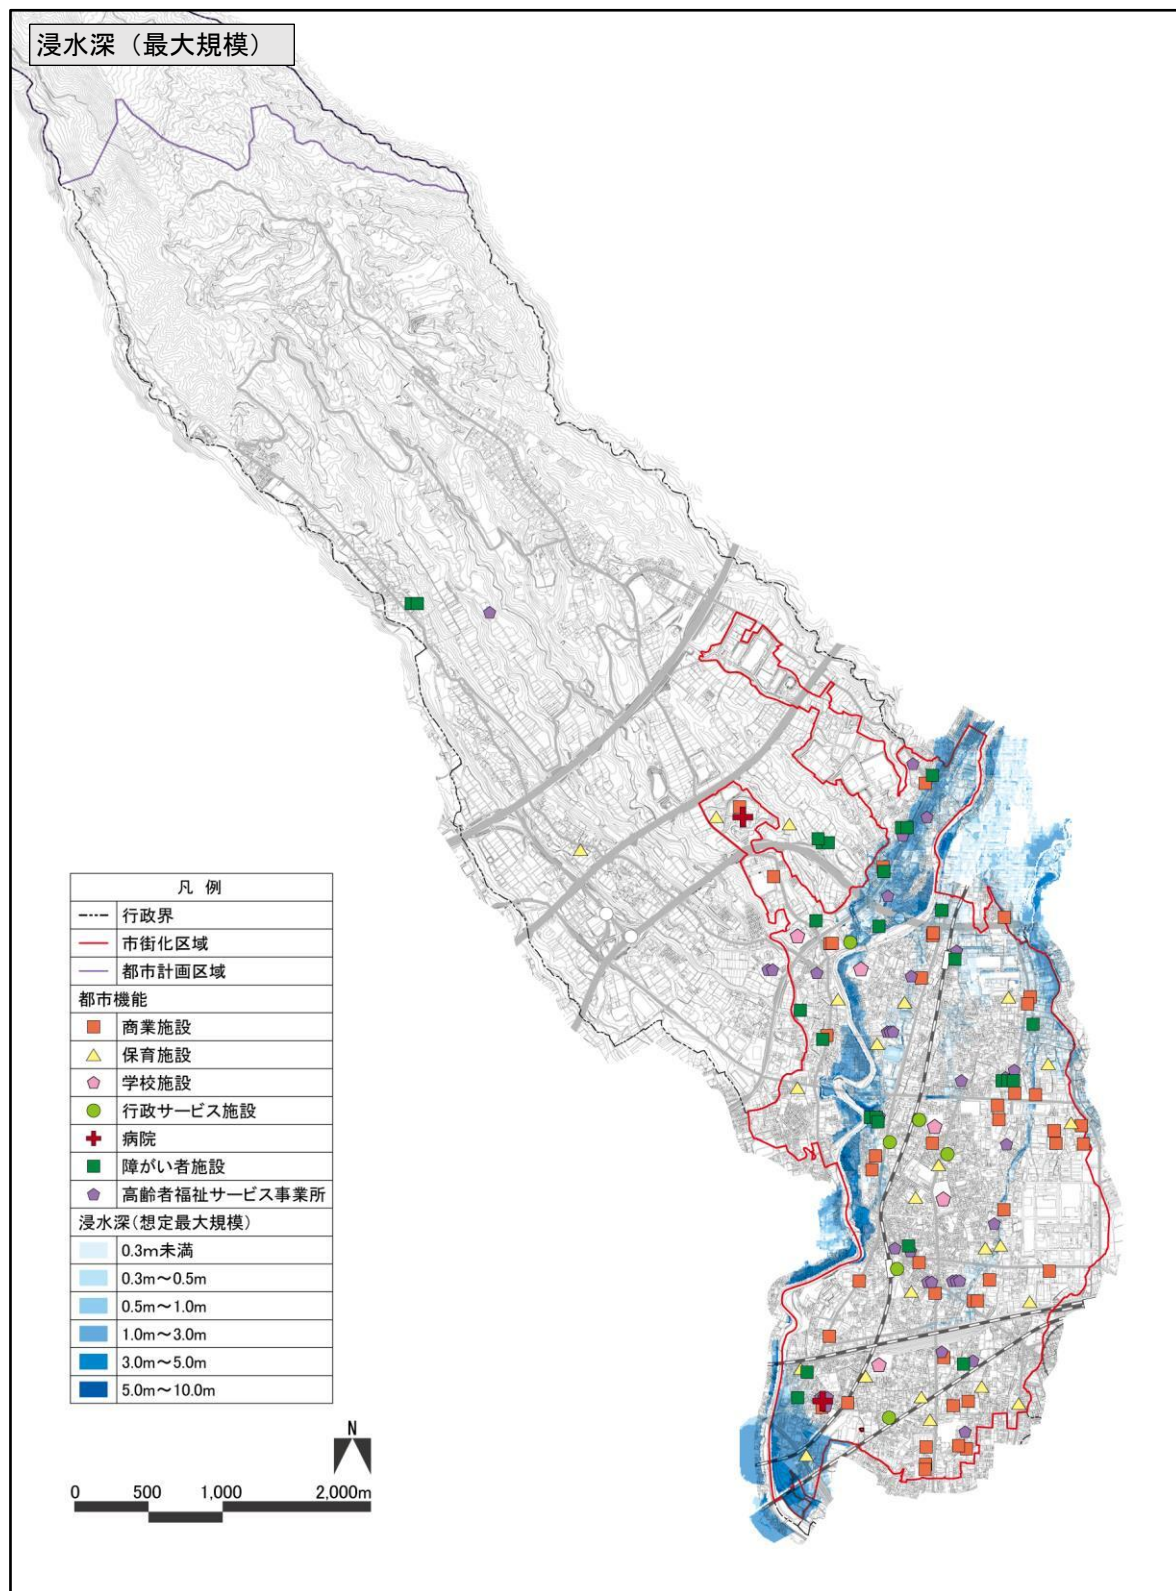 浸水深（最大規模）
凡 例
行政界
市街化区域
都市計画区域
都市機能
商業施設
保育施設
学校施設
行政サービス施設
病院
障がい者施設
高齢者福祉サービス事業所
浸水深(想定最大規模)
0.3m未満
0.3m～0.5m
0.5m～1.0m
1.0m～3.0m
3.0m～5.0m
5.0m～10.0m
N
0 500 1,000 2,000m